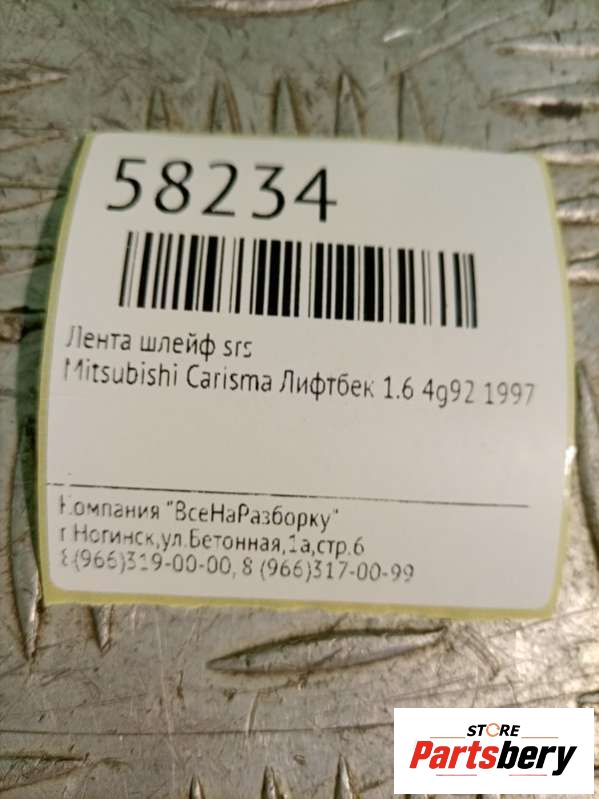 58234
Лента шлейф srs
Mitsubishi Carisma Лифтбек 1.6 4g92 1997
Компания "ВсеНаРазборку"
г Ногинск,ул.Бетонная,1а,стр.6
8(966)319-00-00, 8 (966)317-00-99
STORE
Partsbery